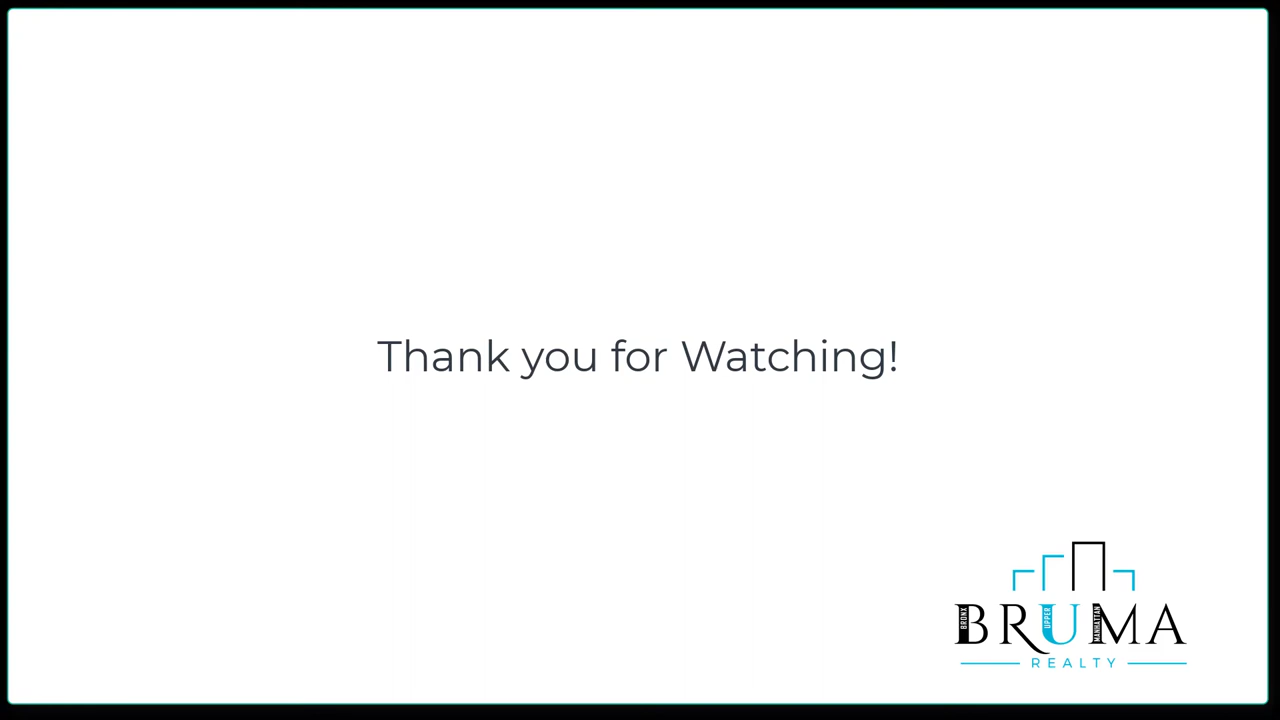 Thank you for Watching!
BRONX
UPPER
MANHATTAN
BRUMA
REALTY